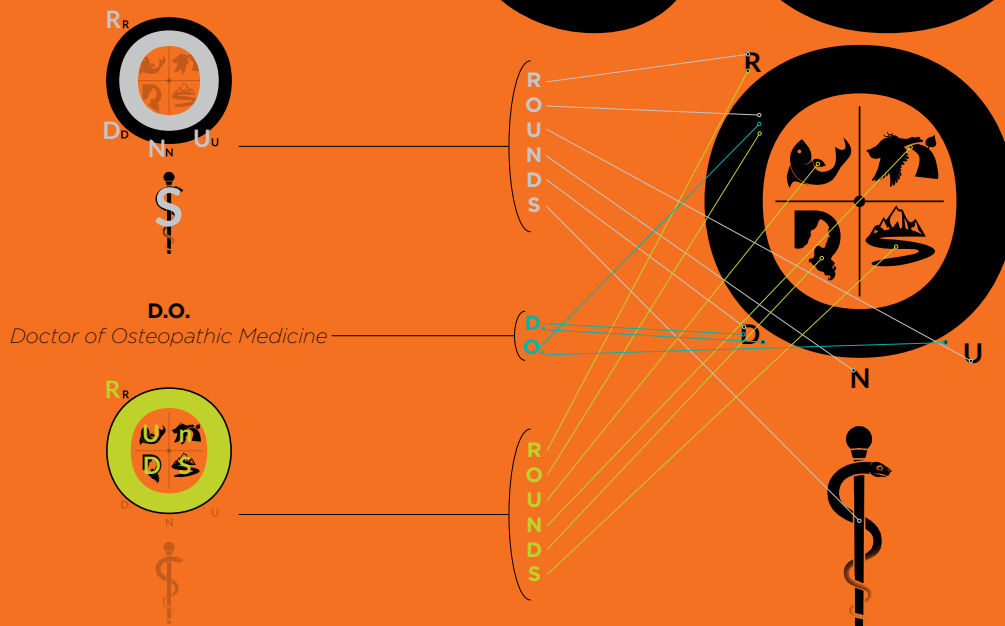 R R
D D
N N
U U
S
R
O
U
N
D
S
R
D.
N
U
D.O.
Doctor of Osteopathic Medicine
D.
O.
R R
U n
D S
D.
N
U
R
O
U
N
D
S